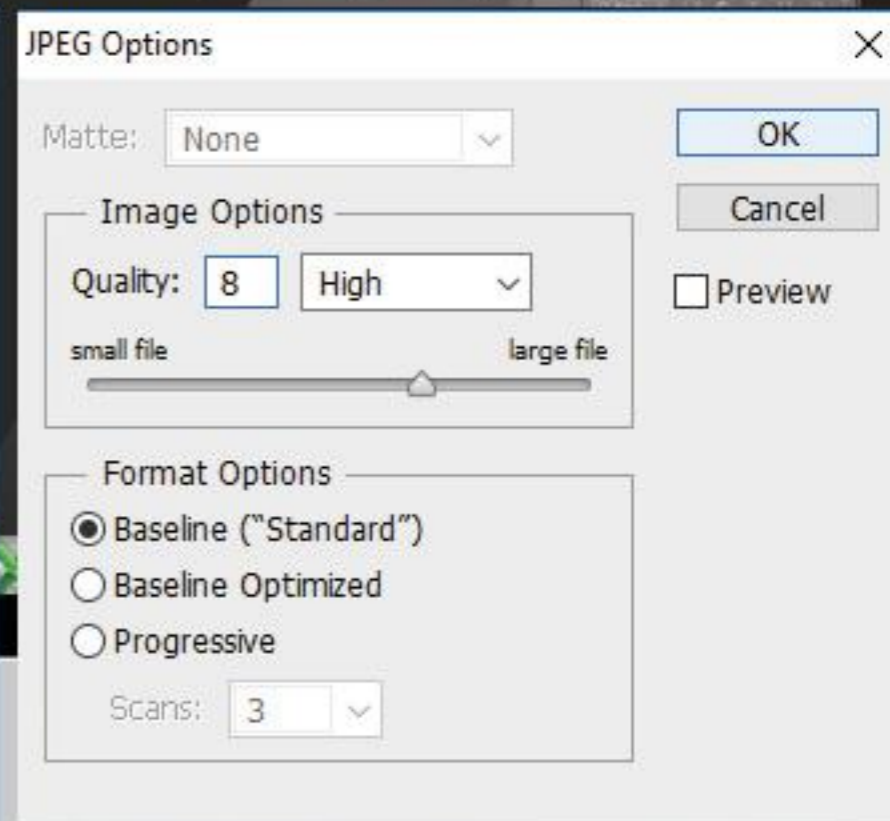 JPEG Options
Matte: None
OK
Cancel
Preview
Image Options
Quality: 8 High
small file large file
Format Options
Baseline (“Standard”)
Baseline Optimized
Progressive
Scans: 3